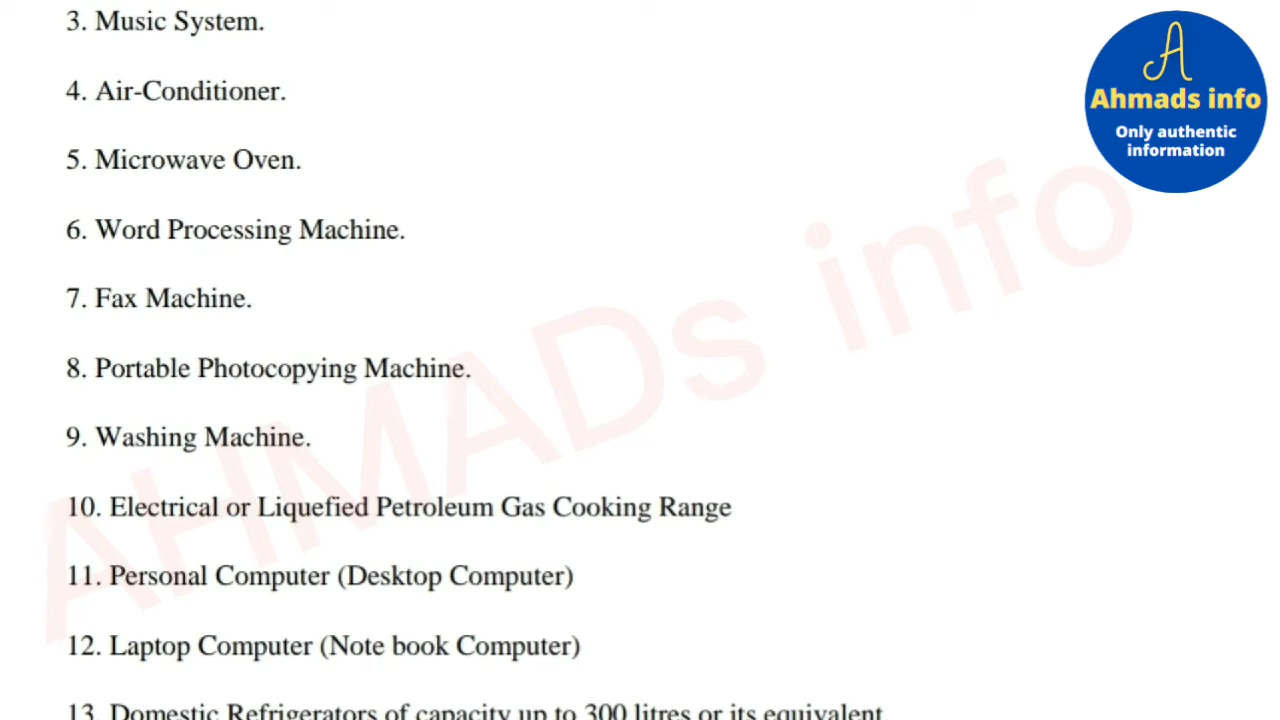 3. Music System.
4. Air-Conditioner.
5. Microwave Oven.
6. Word Processing Machine.
7. Fax Machine.
8. Portable Photocopying Machine.
9. Washing Machine.
10. Electrical or Liquefied Petroleum Gas Cooking Range
11. Personal Computer (Desktop Computer)
12. Laptop Computer (Note book Computer)
13. Domestic Refrigerators of capacity up to 300 litres or its equivalent.
A
Ahmads info
Only authentic
information
AHMADs info